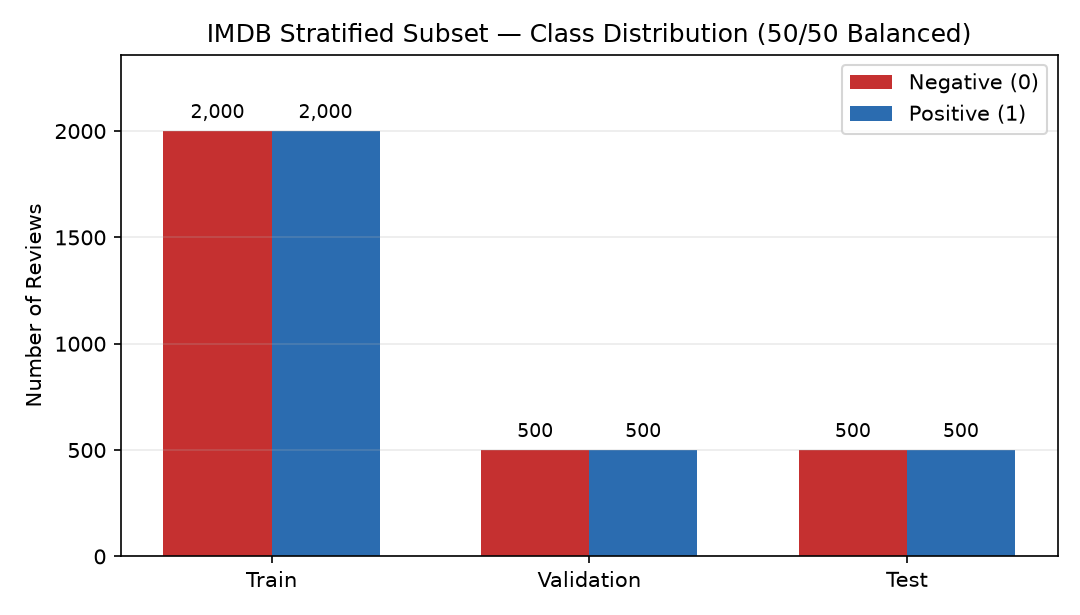 IMDB Stratified Subset — Class Distribution (50/50 Balanced)
Negative (0)
Positive (1)
2,000 2,000
500 500
500 500
Number of Reviews
2000
1500
1000
500
0
Train Validation Test